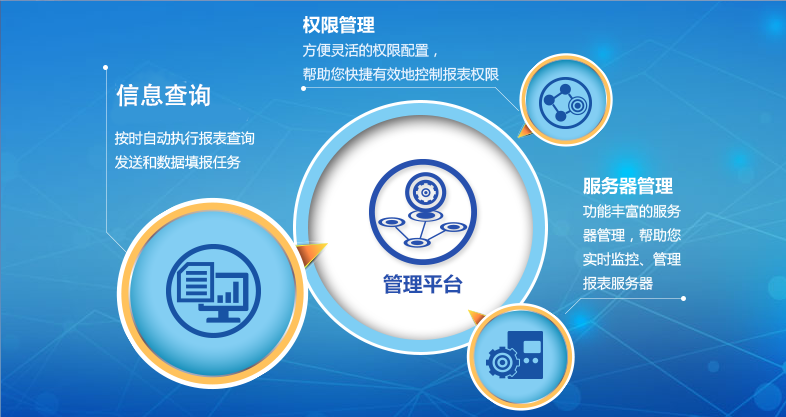 权限管理
方便灵活的权限配置，
帮助您快捷有效地控制报表权限
信息查询
按时自动执行报表查询
发送和数据填报任务
管理平台
服务器管理
功能丰富的服务
器管理，帮助您
实时监控、管理
报表服务器